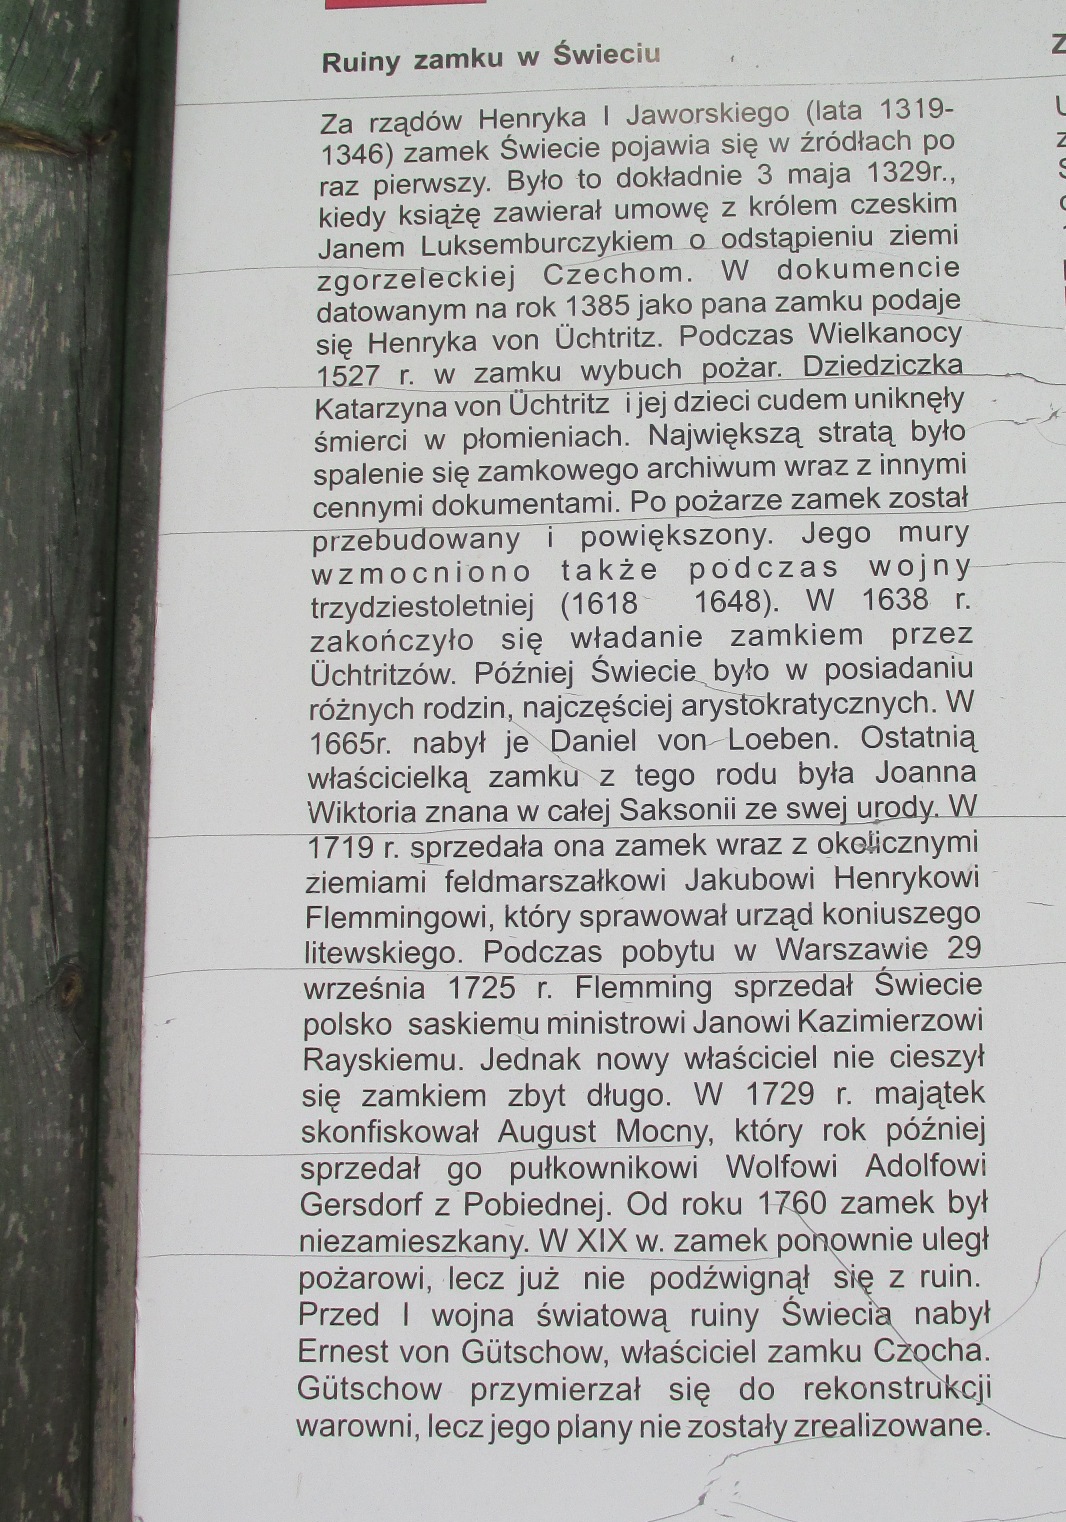 Ruiny zamku w Świeciu
Za rządów Henryka I Jaworskiego (lata 1319-
1346) zamek Świecie pojawia się w źródłach po
raz pierwszy. Było to dokładnie 3 maja 1329r.,
kiedy książę zawierał umowę z królem czeskim
Janem Luksemburczykiem o odstąpieniu ziemi
zgorzeleckiej Czechom. W dokumencie
datowanym na rok 1385 jako pana zamku podaje
się Henryka von Üchtritz. Podczas Wielkanocy
1527 r. w zamku wybuch pożar. Dziedziczka
Katarzyna von Üchtritz i jej dzieci cudem uniknęły
śmierci w płomieniach. Największą stratą było
spalenie się zamkowego archiwum wraz z innymi
cennymi dokumentami. Po pożarze zamek został
przebudowany i powiększony. Jego mury
wzmocniono także podczas wojny
trzydziestoletniej (1618 1648). W 1638 r.
zakończyło się władanie zamkiem przez
Üchtritzów. Później Świecie było w posiadaniu
różnych rodzin, najczęściej arystokratycznych. W
1665r. nabył je Daniel von Loeben. Ostatnią
właścicielką zamku z tego rodu była Joanna
Wiktoria znana w całej Saksonii ze swej urody. W
1719 r. sprzedała ona zamek wraz z okolicznymi
ziemiami feldmarszałkowi Jakubowi Henrykowi
Flemmingowi, który sprawował urząd koniuszego
litewskiego. Podczas pobytu w Warszawie 29
września 1725 r. Flemming sprzedał Świecie
polsko saskiemu ministrowi Janowi Kazimierzowi
Rayskiemu. Jednak nowy właściciel nie cieszył
się zamkiem zbyt długo. W 1729 r. majątek
skonfiskował August Mocny, który rok później
sprzedał go pułkownikowi Wolfowi Adolfowi
Gersdorf z Pobiednej. Od roku 1760 zamek był
niezamieszkany. W XIX w. zamek ponownie uległ
pożarowi, lecz już nie podźwignął się z ruin.
Przed I wojna światową ruiny Świecia nabył
Ernest von Gütschow, właściciel zamku Czocha.
Gütschow przymierzał się do rekonstrukcji
warowni, lecz jego plany nie zostały zrealizowane.